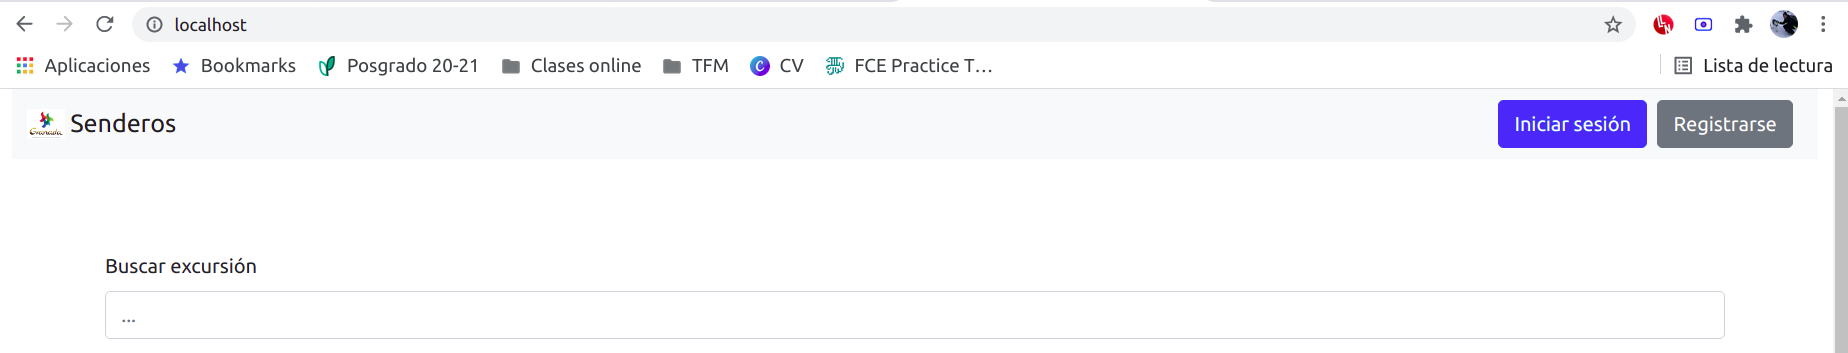 localhost
Aplicaciones Bookmarks Posgrado 20-21 Clases online TFM CV FCE Practice T... Lista de lectura
Granada Senderos Iniciar sesión Registrarse
Buscar excursión
...